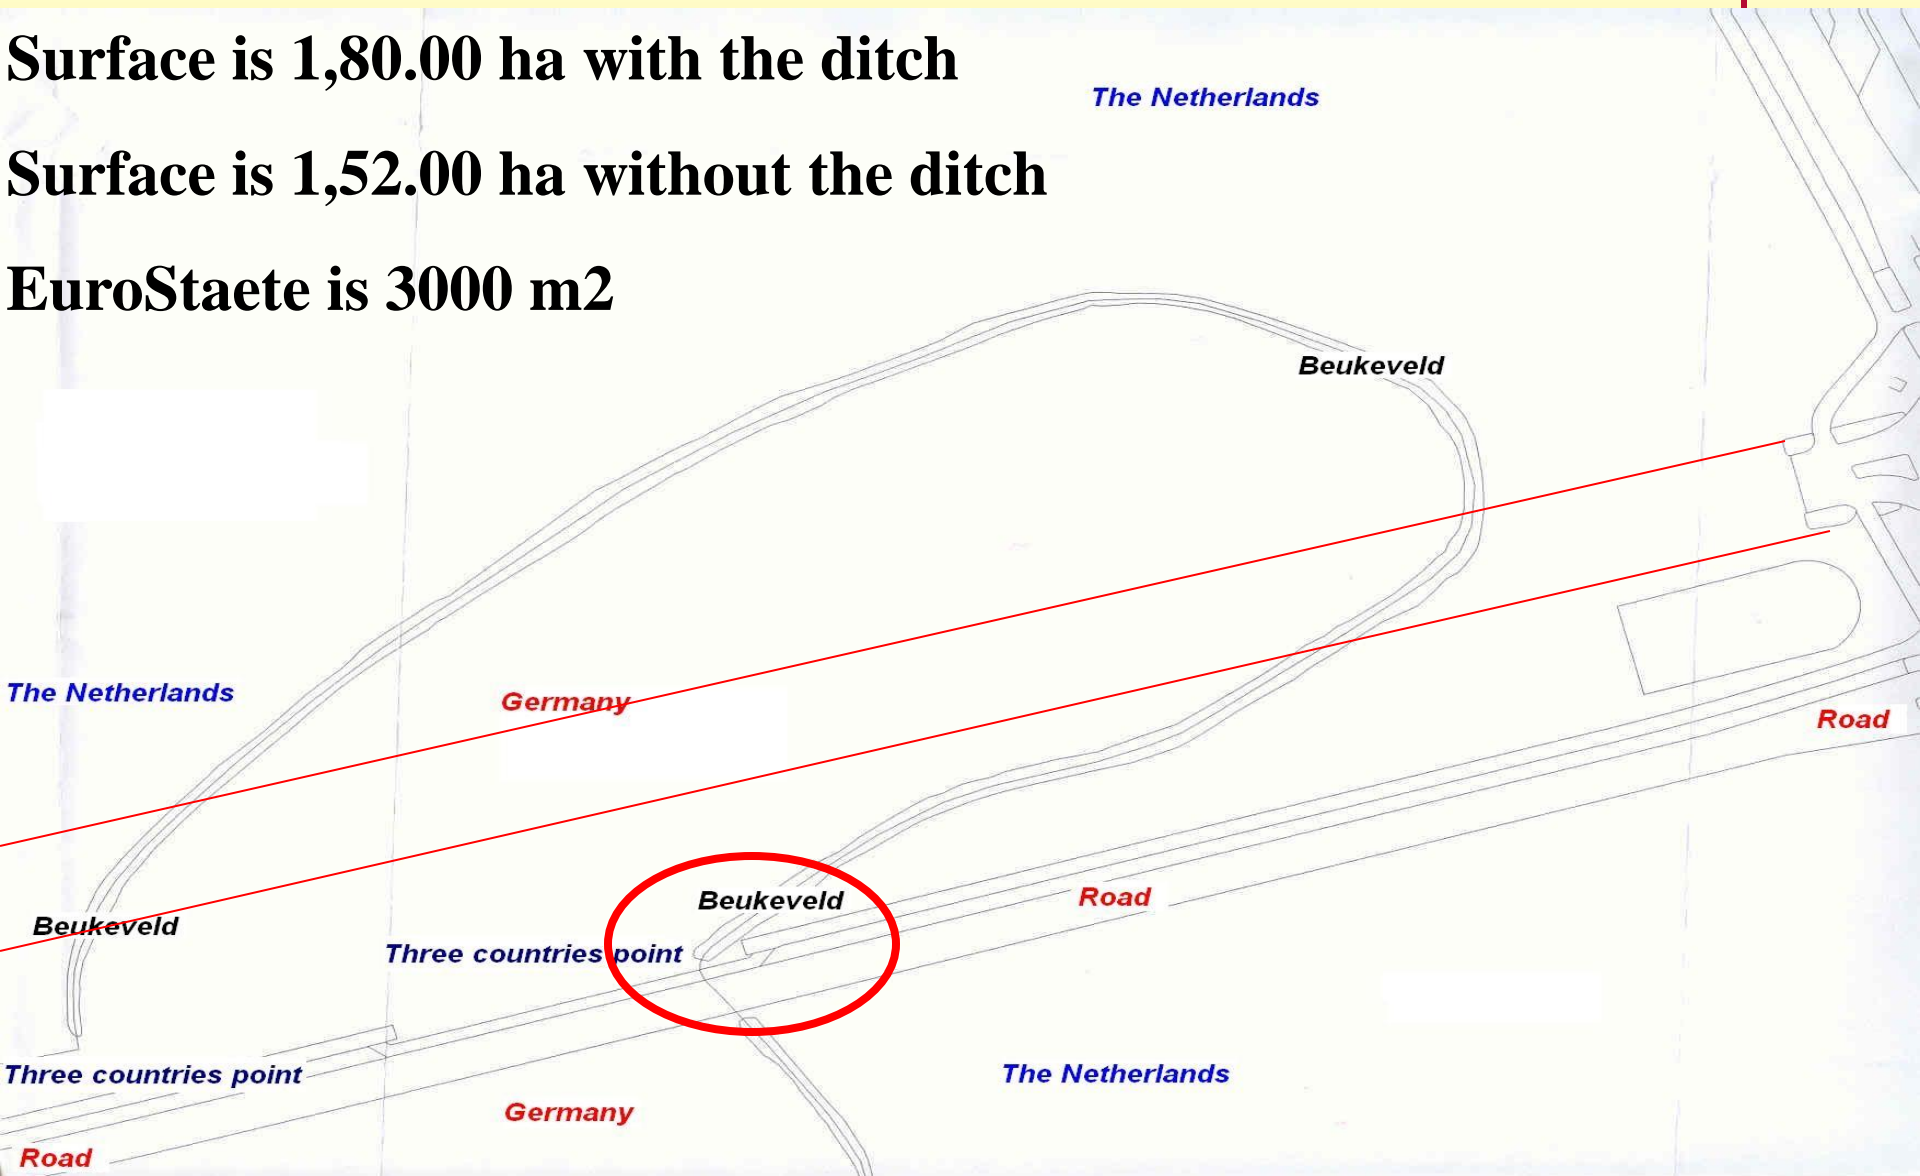 Surface is 1,80.00 ha with the ditch
The Netherlands
Surface is 1,52.00 ha without the ditch
EuroStaete is 3000 m2
Beukeveld
The Netherlands
Germany
Road
Beukeveld
Road
Beukeveld
Three countries point
Three countries point
The Netherlands
Germany
Road